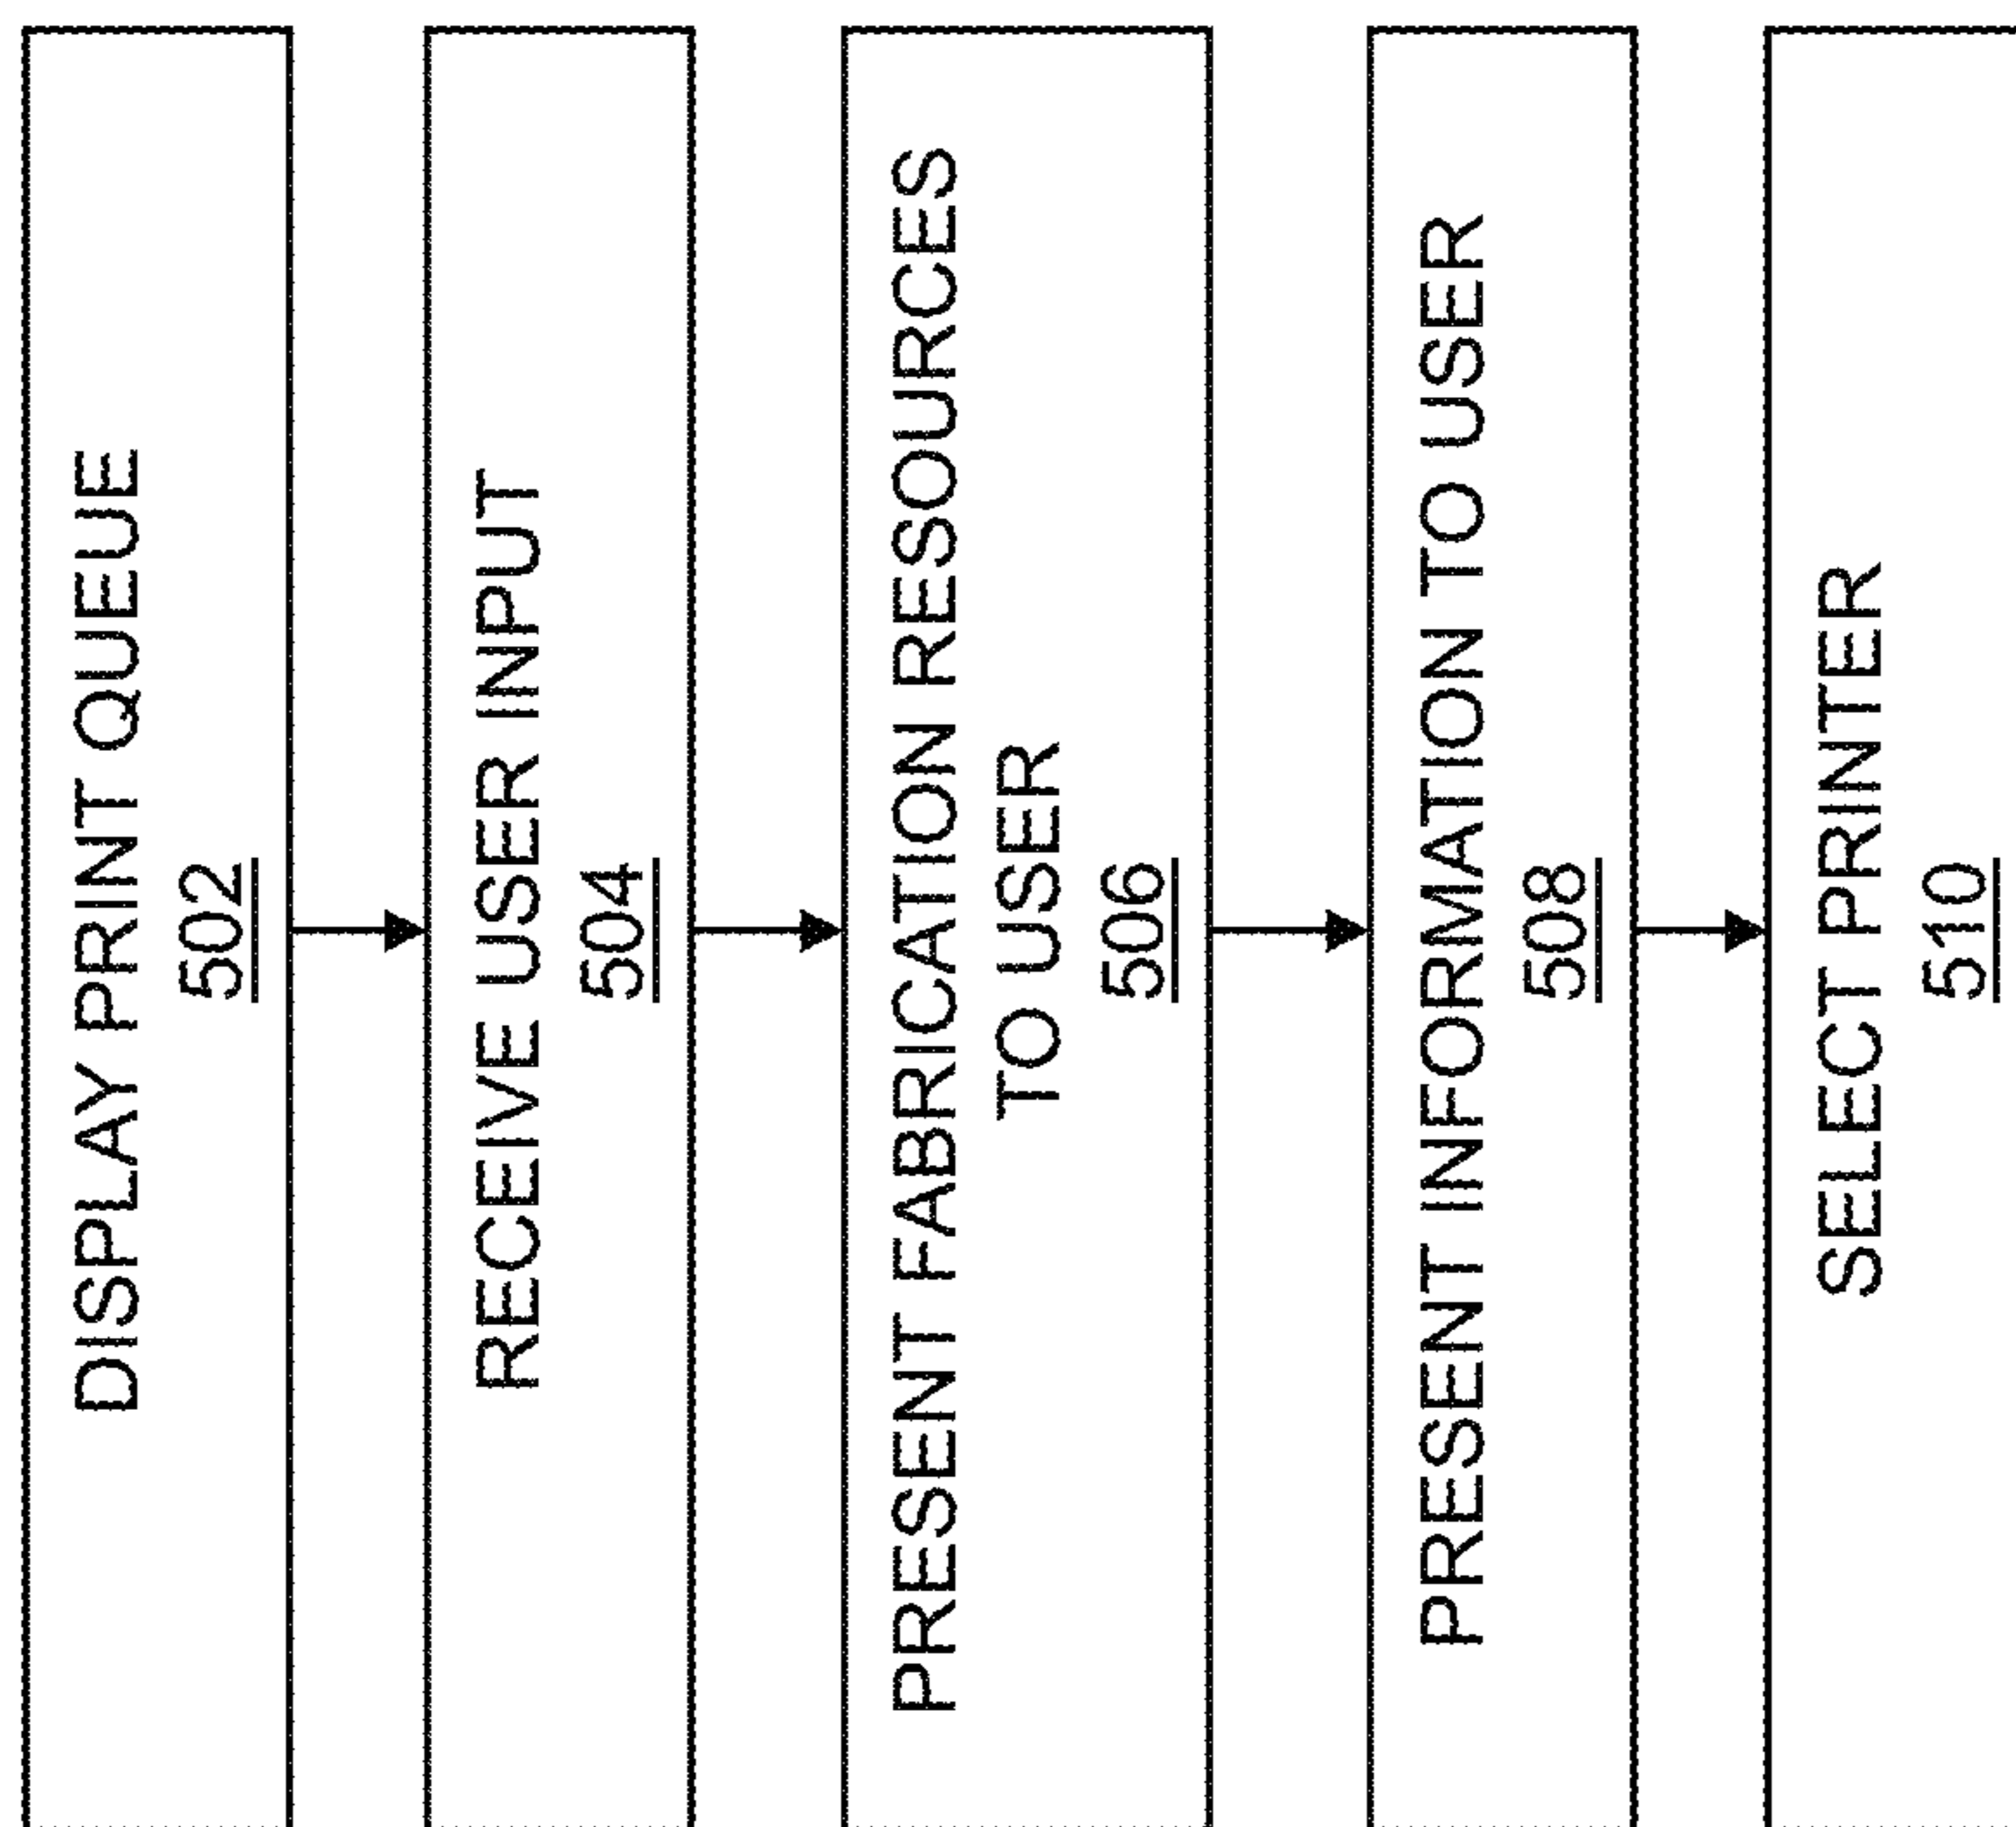 DISPLAY PRINT QUEUE
502
RECEIVE USER INPUT
504
PRESENT FABRICATION RESOURCES
TO USER
506
PRESENT INFORMATION TO USER
508
SELECT PRINTER
510